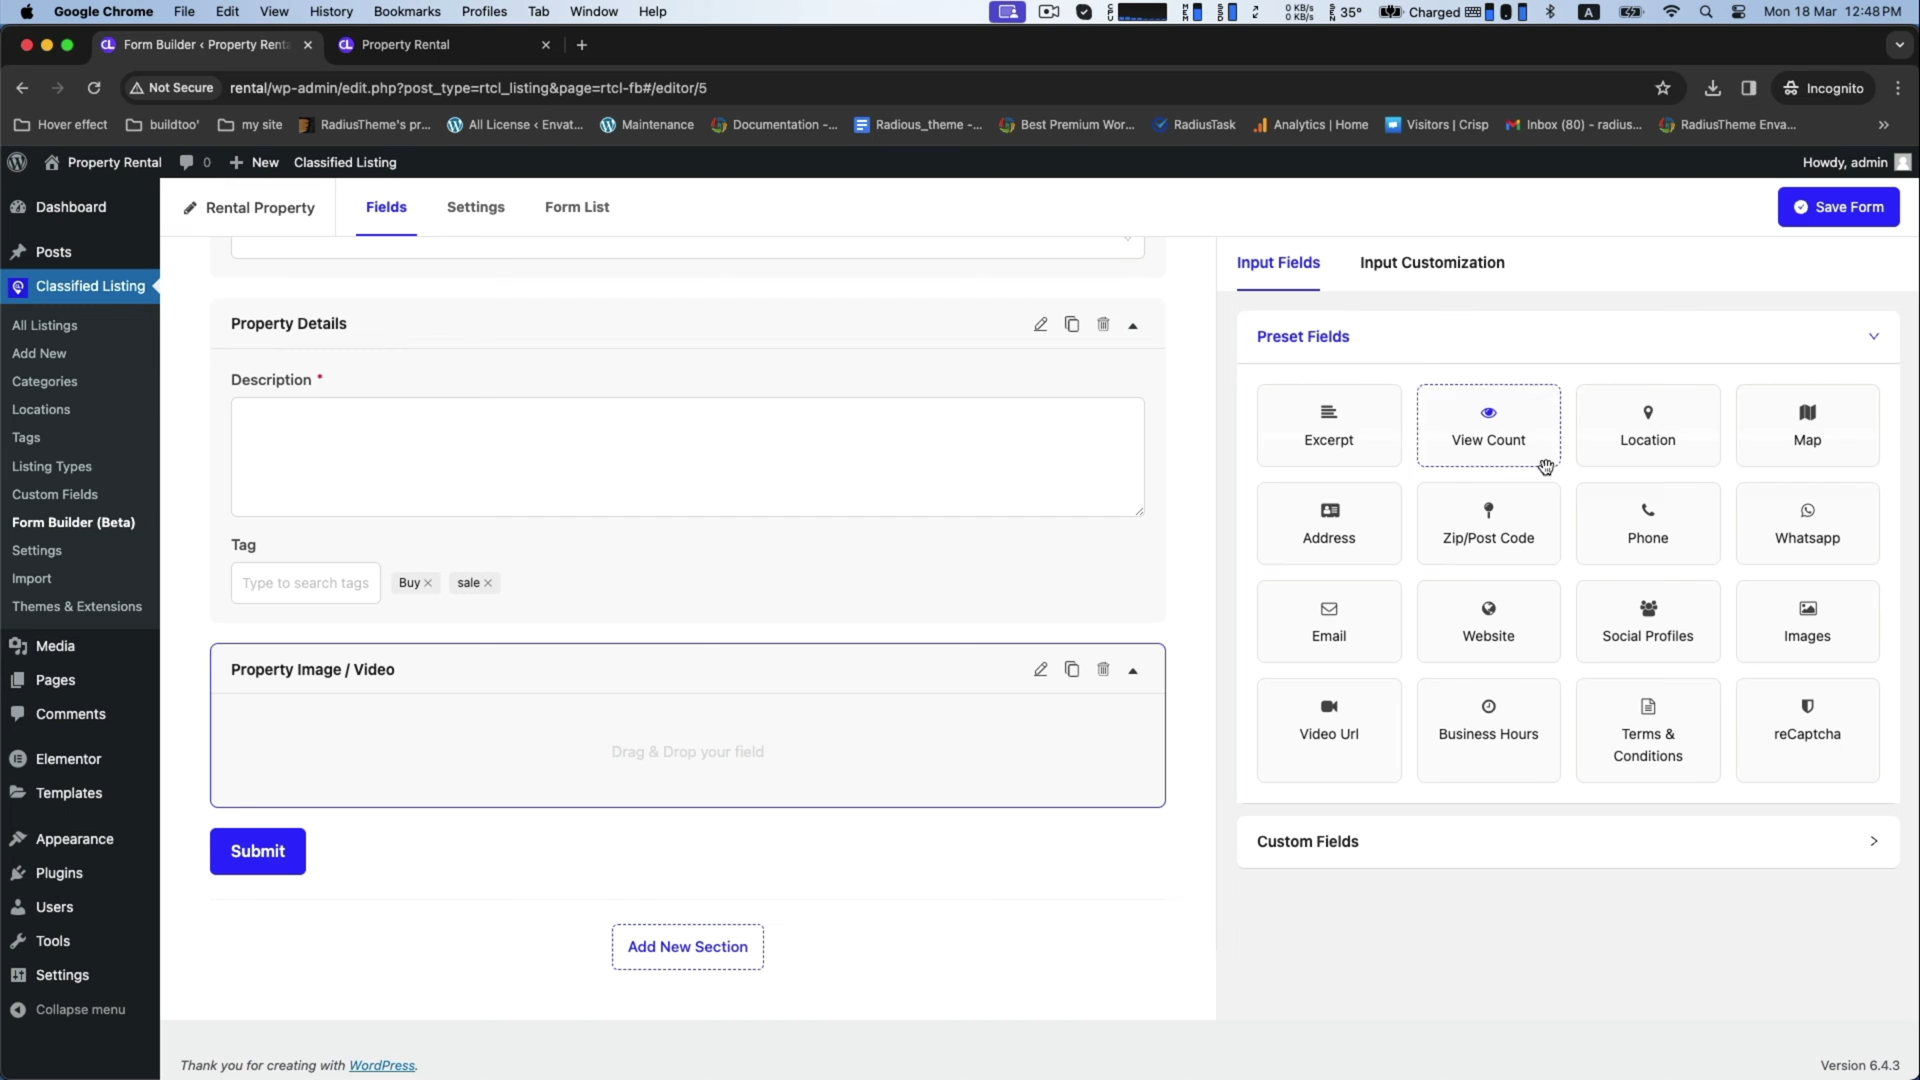 Google Chrome File Edit View History Bookmarks Profiles Tab Window Help
0 KB/s
0 KB/s
35° Charged A Mon 18 Mar 12:48 PM
Form Builder ‹ Property Renta
Property Rental
Not Secure rental/wp-admin/edit.php?post_type=rtcl_listing&page=rtcl-fb#/editor/5 Incognito
Hover effect buildtoo' my site RadiusTheme's pr... All License ‹ Envat... Maintenance Documentation -... Radious_theme -... Best Premium Wor... RadiusTask Analytics | Home Visitors | Crisp Inbox (80) - radius... RadiusTheme Enva... »
Property Rental 0 New Classified Listing Howdy, admin
Dashboard
Posts
Classified Listing
All Listings
Add New
Categories
Locations
Tags
Listing Types
Custom Fields
Form Builder (Beta)
Settings
Import
Themes & Extensions
Media
Pages
Comments
Elementor
Templates
Appearance
Plugins
Users
Tools
Settings
Collapse menu
Rental Property Fields Settings Form List Save Form
Property Details
Description *
Tag
Type to search tags Buy sale
Property Image / Video
Drag & Drop your field
Submit
Add New Section
Input Fields Input Customization
Preset Fields
Excerpt View Count Location Map
Address Zip/Post Code Phone Whatsapp
Email Website Social Profiles Images
Video Url Business Hours Terms & Conditions reCaptcha
Custom Fields
Thank you for creating with WordPress. Version 6.4.3